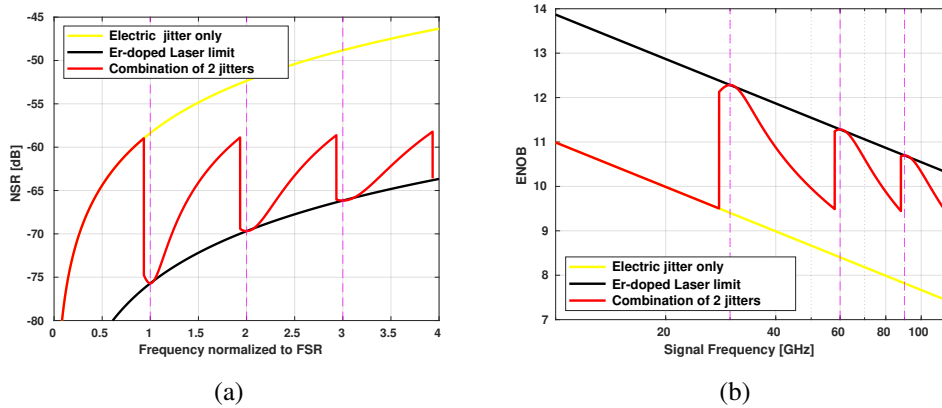 -45
-50
-55
-60
-65
-70
-75
-80
NSR [dB]
Electric jitter only
Er-doped Laser limit
Combination of 2 jitters
0 0.5 1 1.5 2 2.5 3 3.5 4
Frequency normalized to FSR
(a)
14
13
12
11
10
9
8
7
ENOB
Electric jitter only
Er-doped Laser limit
Combination of 2 jitters
20 40 60 80 100
Signal Frequency [GHz]
(b)